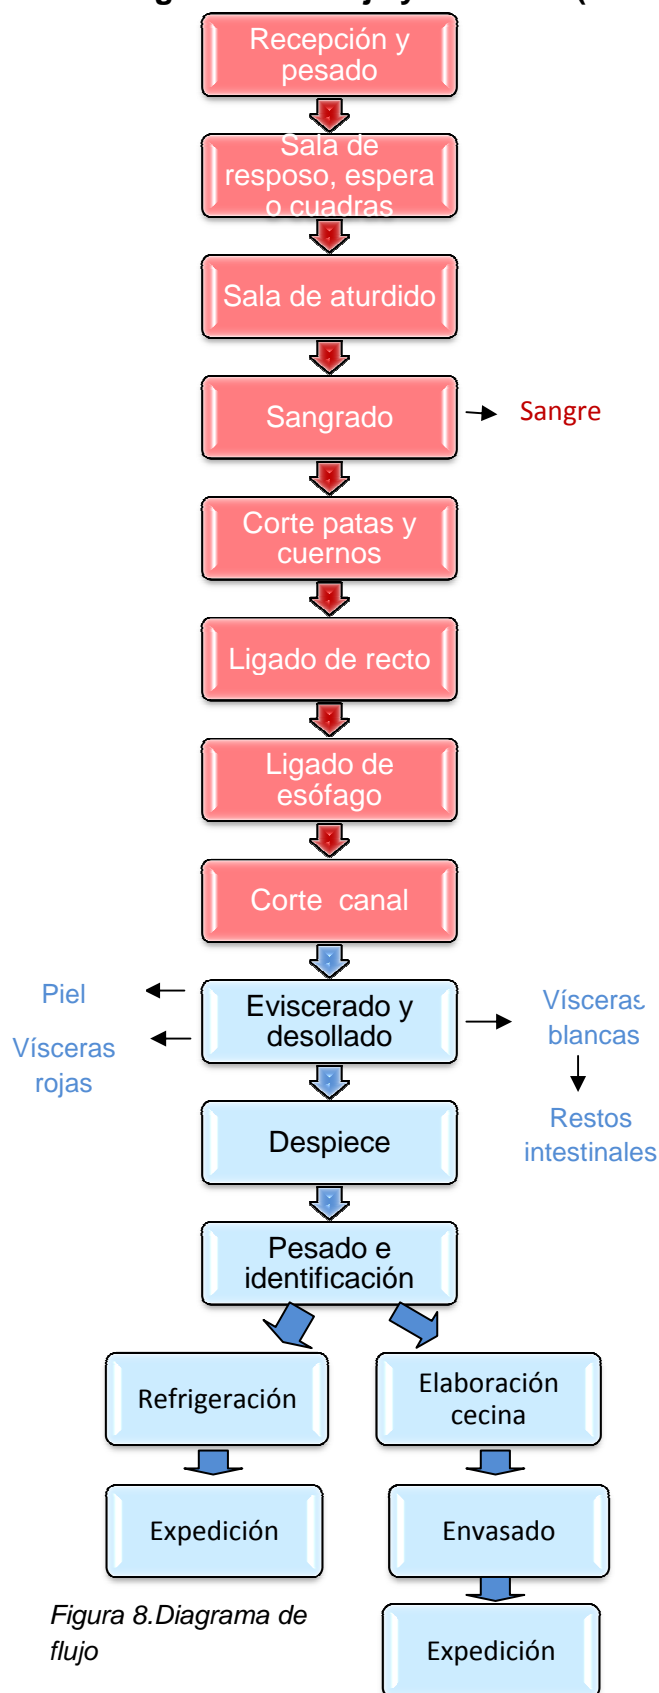 Recepción y
pesado
Sala de
resposo, espera
o cuadras
Sala de aturdido
Sangrado
Sangre
Corte patas y
cuernos
Ligado de recto
Ligado de
esófago
Corte canal
Eviscerado y
desollado
Piel
Vísceras
rojas
Vísceras
blancas
Restos
intestinales
Despiece
Pesado e
identificación
Refrigeración
Elaboración
cecina
Expedición
Envasado
Expedición
Figura 8.Diagrama de
flujo